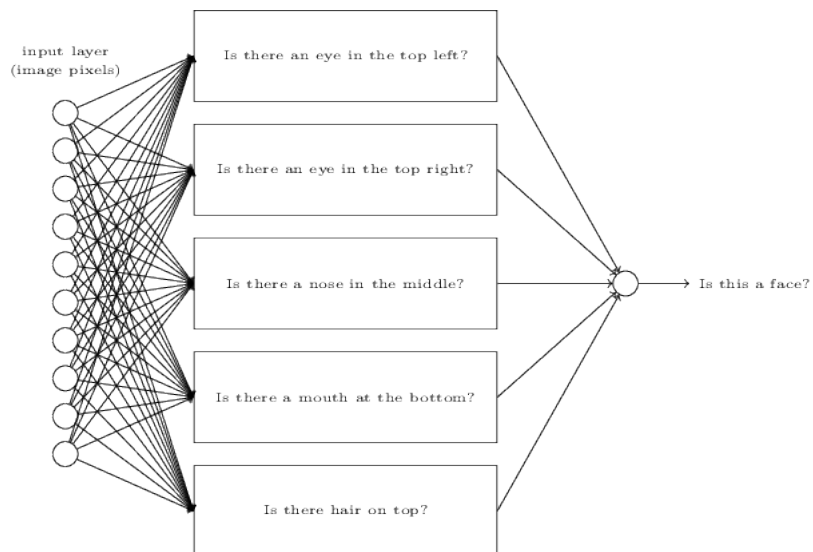 input layer
(image pixels)
Is there an eye in the top left?
Is there an eye in the top right?
Is there a nose in the middle?
Is there a mouth at the bottom?
Is there hair on top?
Is this a face?